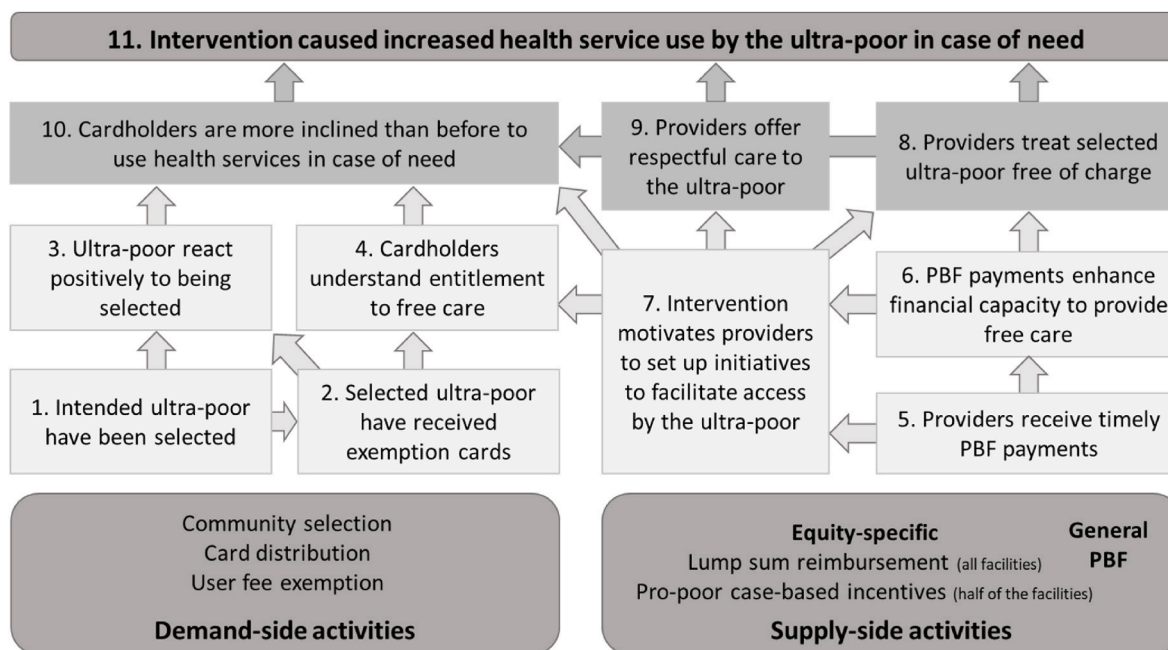 11. Intervention caused increased health service use by the ultra-poor in case of need
10. Cardholders are more inclined than before to
use health services in case of need
9. Providers offer
respectful care to
the ultra-poor
8. Providers treat selected
ultra-poor free of charge
3. Ultra-poor react
positively to being
selected
4. Cardholders
understand entitlement
to free care
7. Intervention
motivates providers
to set up initiatives
to facilitate access
by the ultra-poor
6. PBF payments enhance
financial capacity to provide
free care
1. Intended ultra-poor
have been selected
2. Selected ultra-poor
have received
exemption cards
5. Providers receive timely
PBF payments
Community selection
Card distribution
User fee exemption
Demand-side activities
Equity-specific
Lump sum reimbursement (all facilities)
Pro-poor case-based incentives (half of the facilities)
General
PBF
Supply-side activities